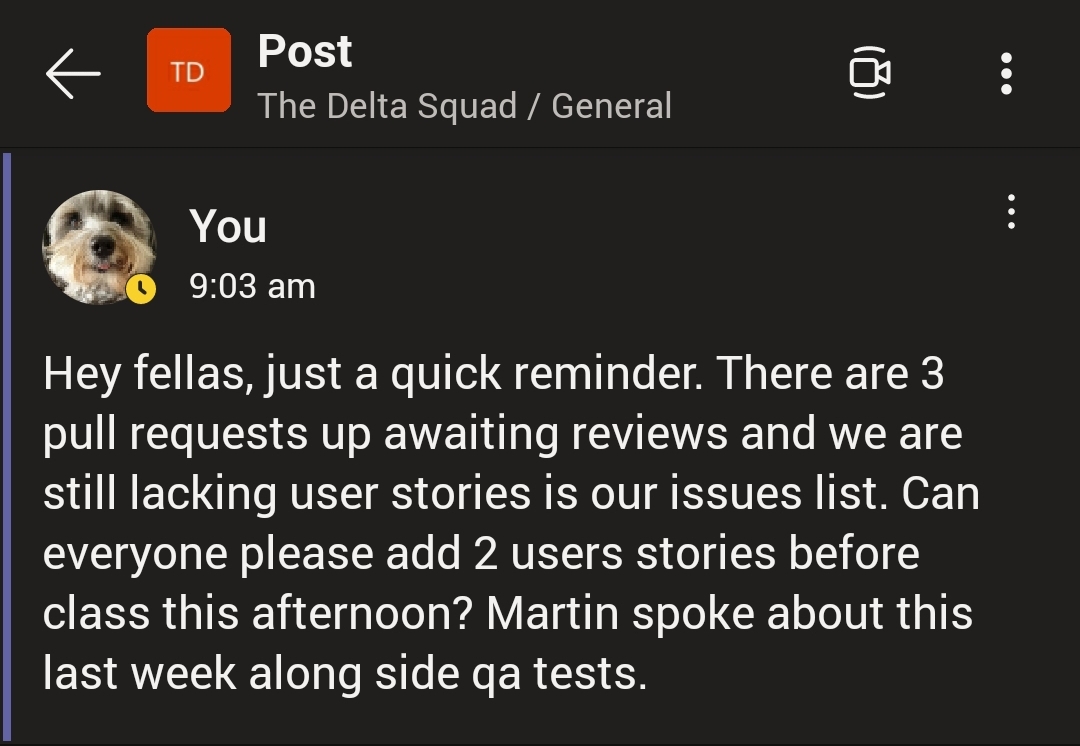 TD
Post
The Delta Squad / General
You
9:03 am
Hey fellas, just a quick reminder. There are 3
pull requests up awaiting reviews and we are
still lacking user stories is our issues list. Can
everyone please add 2 users stories before
class this afternoon? Martin spoke about this
last week along side qa tests.